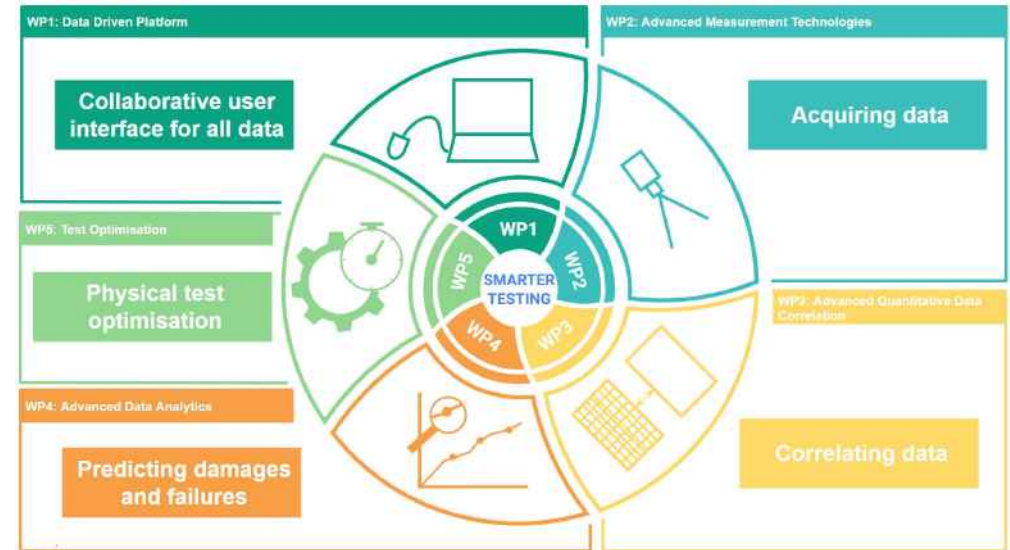 WP1: Data Driven Platform
Collaborative user
interface for all data
WP2: Advanced Measurement Technologies
Acquiring data
WP5: Test Optimisation
Physical test
optimisation
WP3: Advanced Quantitative Data
Correlation
Correlating data
WP4: Advanced Data Analytics
Predicting damages
and failures
WP1
WP2
WP3
WP4
WP5
SMARTER
TESTING